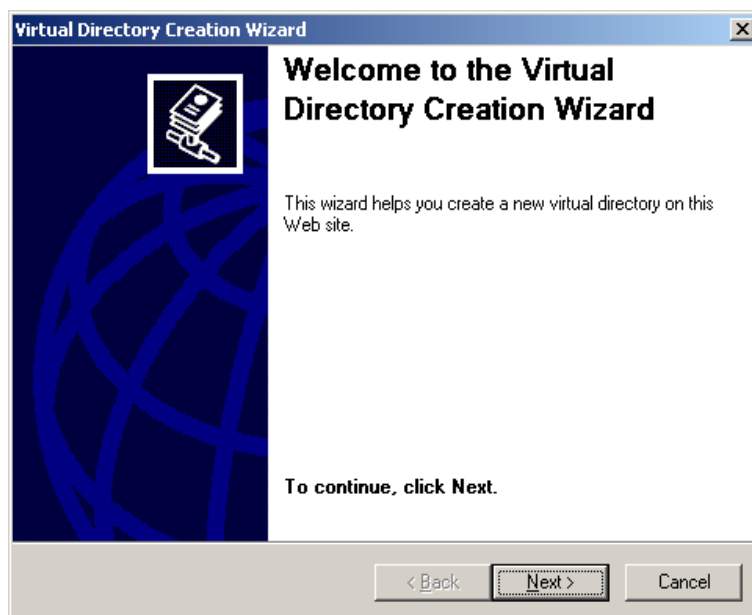 Virtual Directory Creation Wizard
Welcome to the Virtual
Directory Creation Wizard
This wizard helps you create a new virtual directory on this
Web site.
To continue, click Next.
< Back
Next >
Cancel